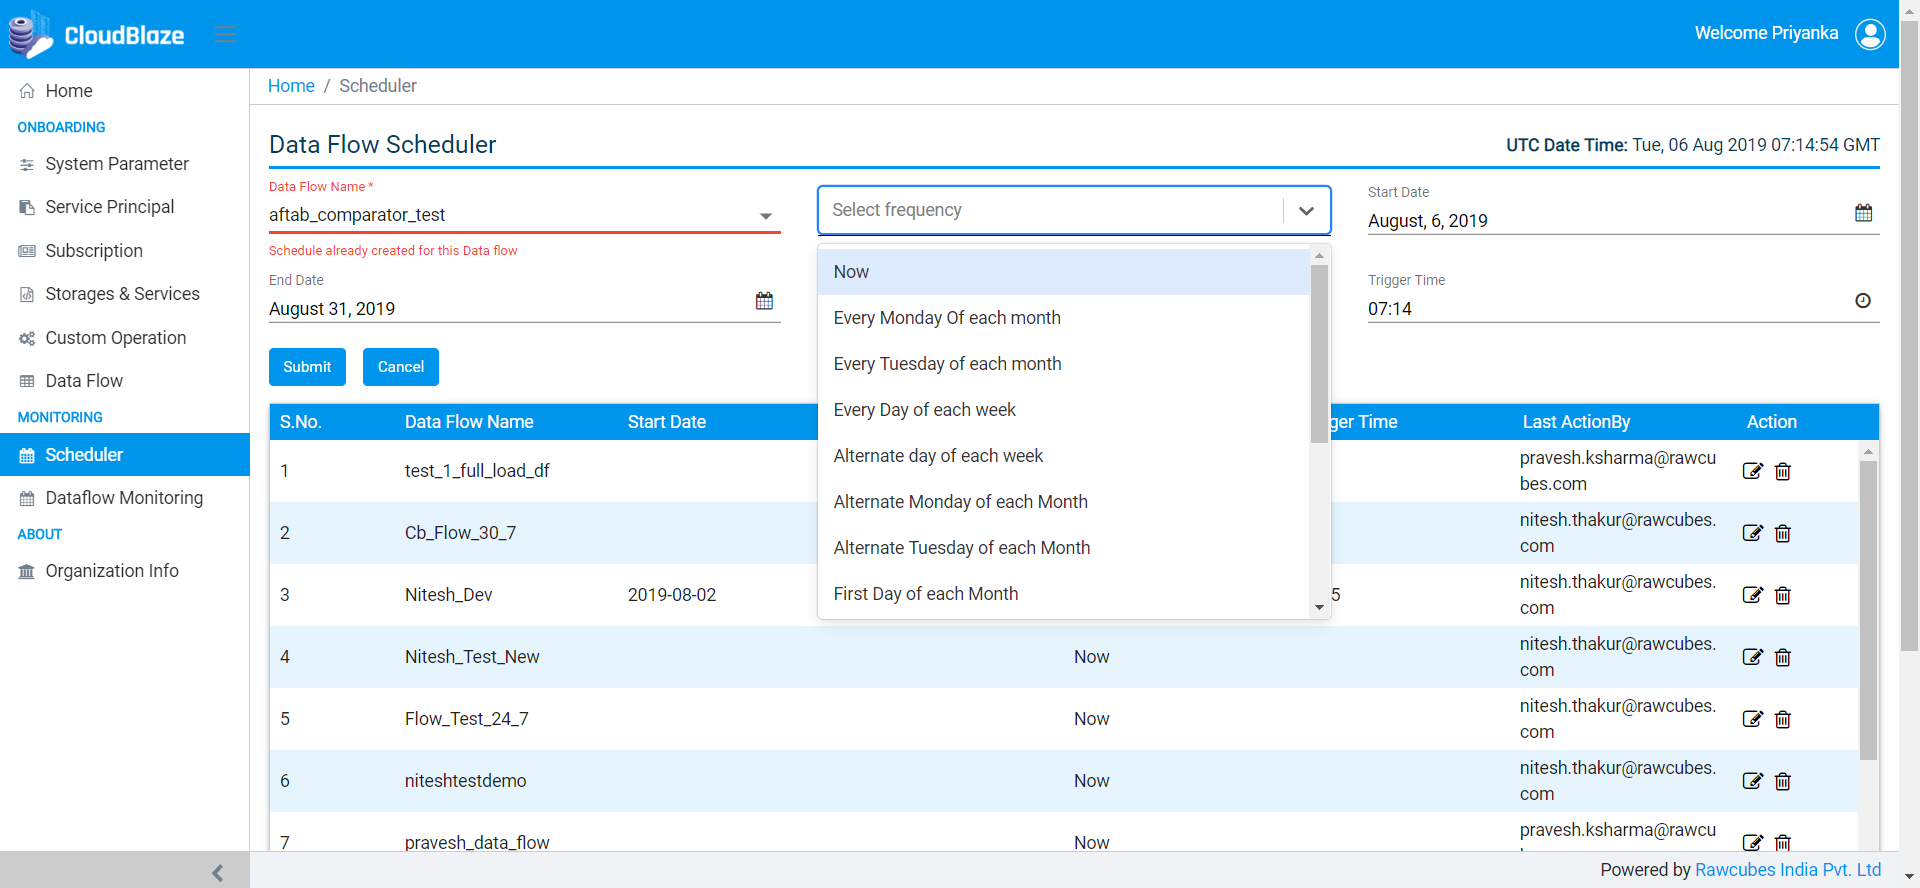 CloudBlaze
Welcome Priyanka
Home
ONBOARDING
System Parameter
Service Principal
Subscription
Storages & Services
Custom Operation
Data Flow
MONITORING
Scheduler
Dataflow Monitoring
ABOUT
Organization Info
Home / Scheduler
Data Flow Scheduler
UTC Date Time: Tue, 06 Aug 2019 07:14:54 GMT
Data Flow Name *
aftab_comparator_test
Schedule already created for this Data flow
Select frequency
Start Date
August, 6, 2019
End Date
August 31, 2019
Trigger Time
07:14
Now
Every Monday Of each month
Every Tuesday of each month
Every Day of each week
Alternate day of each week
Alternate Monday of each Month
Alternate Tuesday of each Month
First Day of each Month
Submit Cancel
S.No. Data Flow Name Start Date ger Time Last ActionBy Action
1 test_1_full_load_df pravesh.ksharma@rawcu
bes.com
2 Cb_Flow_30_7 nitesh.thakur@rawcubes.
com
3 Nitesh_Dev 2019-08-02 5 nitesh.thakur@rawcubes.
com
4 Nitesh_Test_New Now nitesh.thakur@rawcubes.
com
5 Flow_Test_24_7 Now nitesh.thakur@rawcubes.
com
6 niteshtestdemo Now nitesh.thakur@rawcubes.
com
7 pravesh_data_flow Now pravesh.ksharma@rawcu
Powered by Rawcubes India Pvt. Ltd